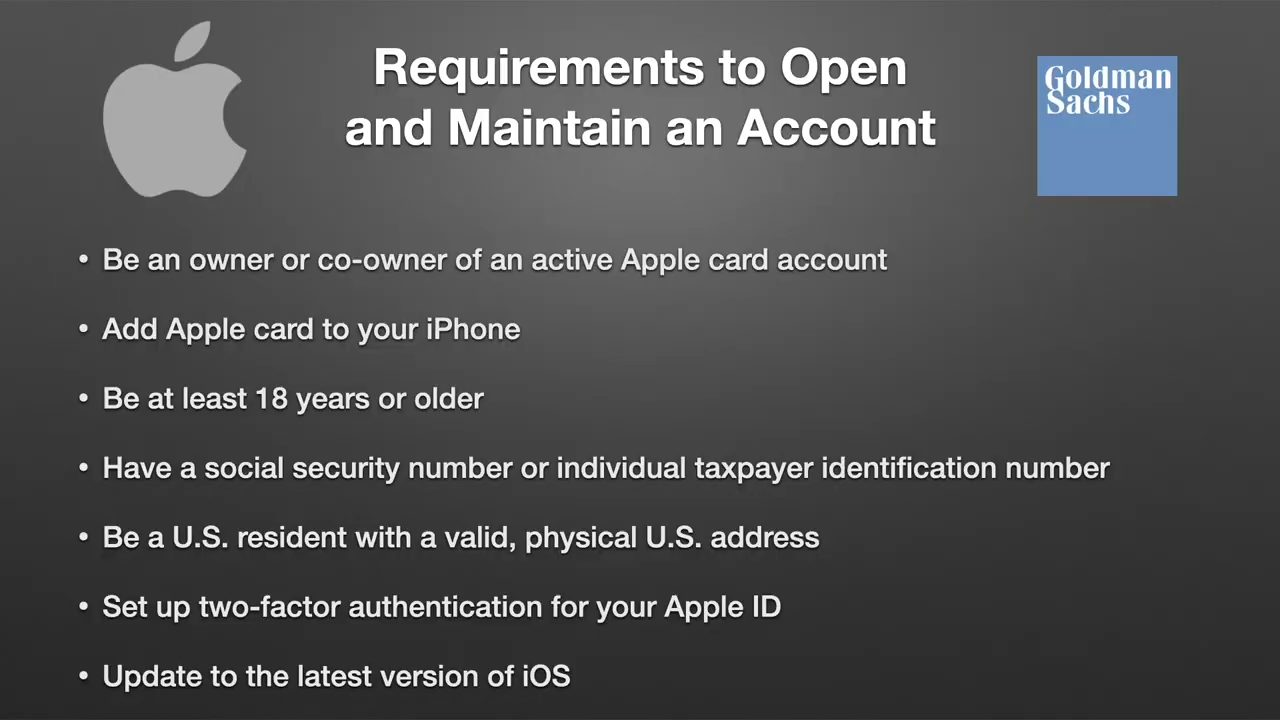 Requirements to Open
and Maintain an Account
Goldman
Sachs
• Be an owner or co-owner of an active Apple card account
• Add Apple card to your iPhone
• Be at least 18 years or older
• Have a social security number or individual taxpayer identification number
• Be a U.S. resident with a valid, physical U.S. address
• Set up two-factor authentication for your Apple ID
• Update to the latest version of iOS